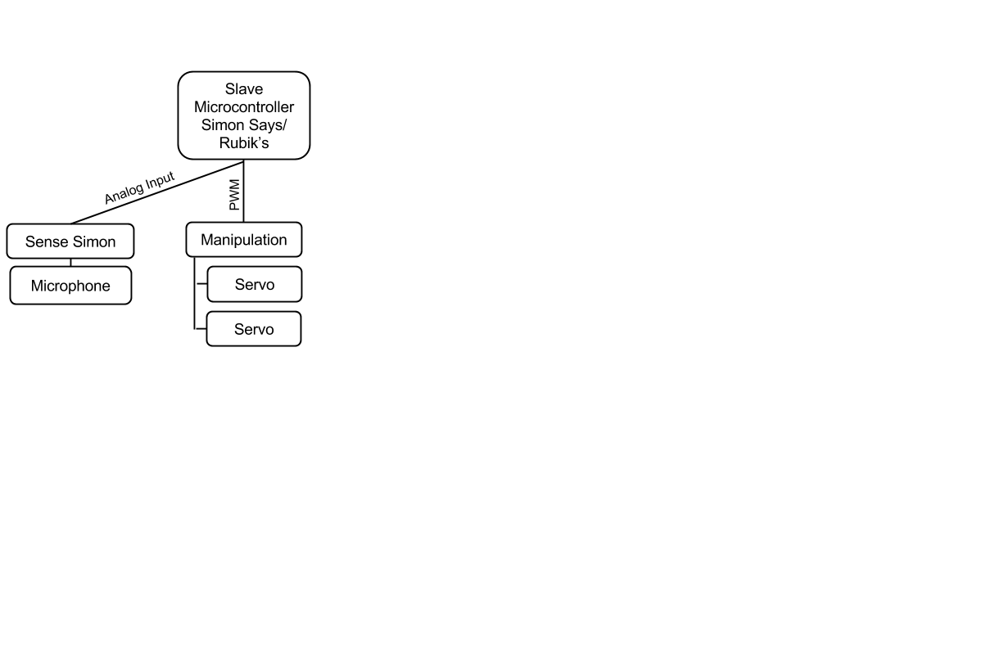 Slave
Microcontroller
Simon Says/
Rubik's
Analog Input
PWM
Sense Simon
Manipulation
Microphone
Servo
Servo